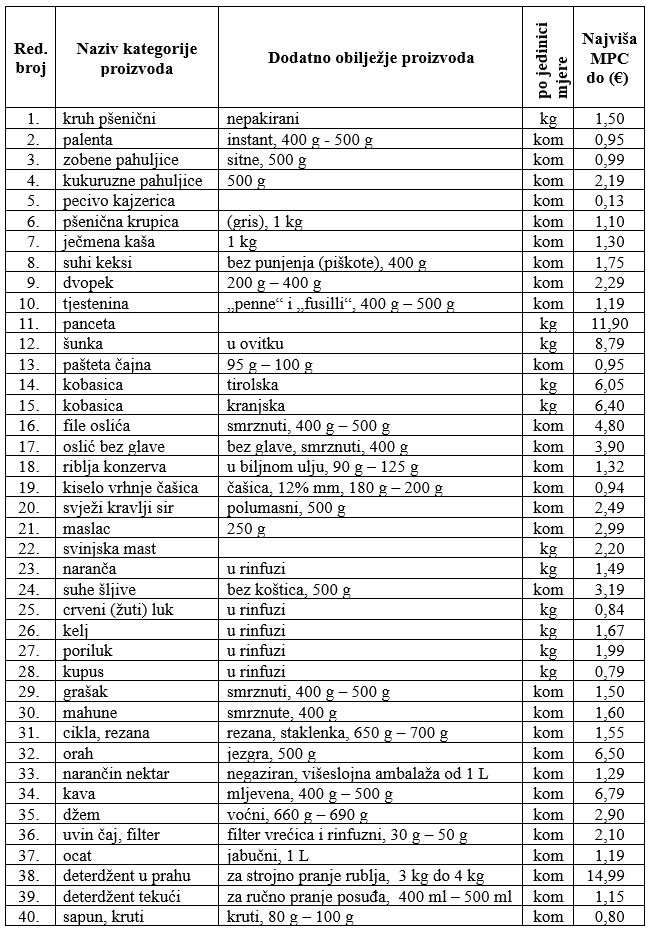 Red. broj | Naziv kategorije proizvoda | Dodatno obilježje proizvoda | po jedinici mjere | Najviša MPC do (€)
1. | kruh pšenični | nepakirani | kg | 1,50
2. | palenta | instant, 400 g - 500 g | kom | 0,95
3. | zobene pahuljice | sitne, 500 g | kom | 0,99
4. | kukuruzne pahuljice | 500 g | kom | 2,19
5. | pecivo kajzerica | | kom | 0,13
6. | pšenična krupica | (gris), 1 kg | kom | 1,10
7. | ječmena kaša | 1 kg | kom | 1,30
8. | suhi keksi | bez punjenja (piškote), 400 g | kom | 1,75
9. | dvopek | 200 g – 400 g | kom | 2,29
10. | tjestenina | „penne“ i „fusilli“, 400 g – 500 g | kom | 1,19
11. | panceta | | kg | 11,90
12. | šunka | u ovitku | kg | 8,79
13. | pašteta čajna | 95 g – 100 g | kom | 0,95
14. | kobasica | tirolska | kg | 6,05
15. | kobasica | kranjska | kg | 6,40
16. | file oslića | smrznuti, 400 g – 500 g | kom | 4,80
17. | oslić bez glave | bez glave, smrznuti, 400 g | kom | 3,90
18. | riblja konzerva | u biljnom ulju, 90 g – 125 g | kom | 1,32
19. | kiselo vrhnje čašica | čašica, 12% mm, 180 g – 200 g | kom | 0,94
20. | svježi kravlji sir | polumasni, 500 g | kom | 2,49
21. | maslac | 250 g | kom | 2,99
22. | svinjska mast | | kg | 2,20
23. | naranča | u rinfuzi | kg | 1,49
24. | suhe šljive | bez koštica, 500 g | kom | 3,19
25. | crveni (žuti) luk | u rinfuzi | kg | 0,84
26. | kelj | u rinfuzi | kg | 1,67
27. | poriluk | u rinfuzi | kg | 1,99
28. | kupus | u rinfuzi | kg | 0,79
29. | grašak | smrznuti, 400 g – 500 g | kom | 1,50
30. | mahune | smrznute, 400 g | kom | 1,60
31. | cikla, rezana | rezana, staklenka, 650 g – 700 g | kom | 1,55
32. | orah | jezgra, 500 g | kom | 6,50
33. | narančin nektar | negaziran, višeslojna ambalaža od 1 L | kom | 1,29
34. | kava | mljevena, 400 g – 500 g | kom | 6,79
35. | džem | voćni, 660 g – 690 g | kom | 2,90
36. | uvin čaj, filter | filter vrećica i rinfuzni, 30 g – 50 g | kom | 2,10
37. | ocat | jabučni, 1 L | kom | 1,19
38. | deterdžent u prahu | za strojno pranje rublja, 3 kg do 4 kg | kom | 14,99
39. | deterdžent tekući | za ručno pranje posuđa, 400 ml – 500 ml | kom | 1,15
40. | sapun, kruti | kruti, 80 g – 100 g | kom | 0,80